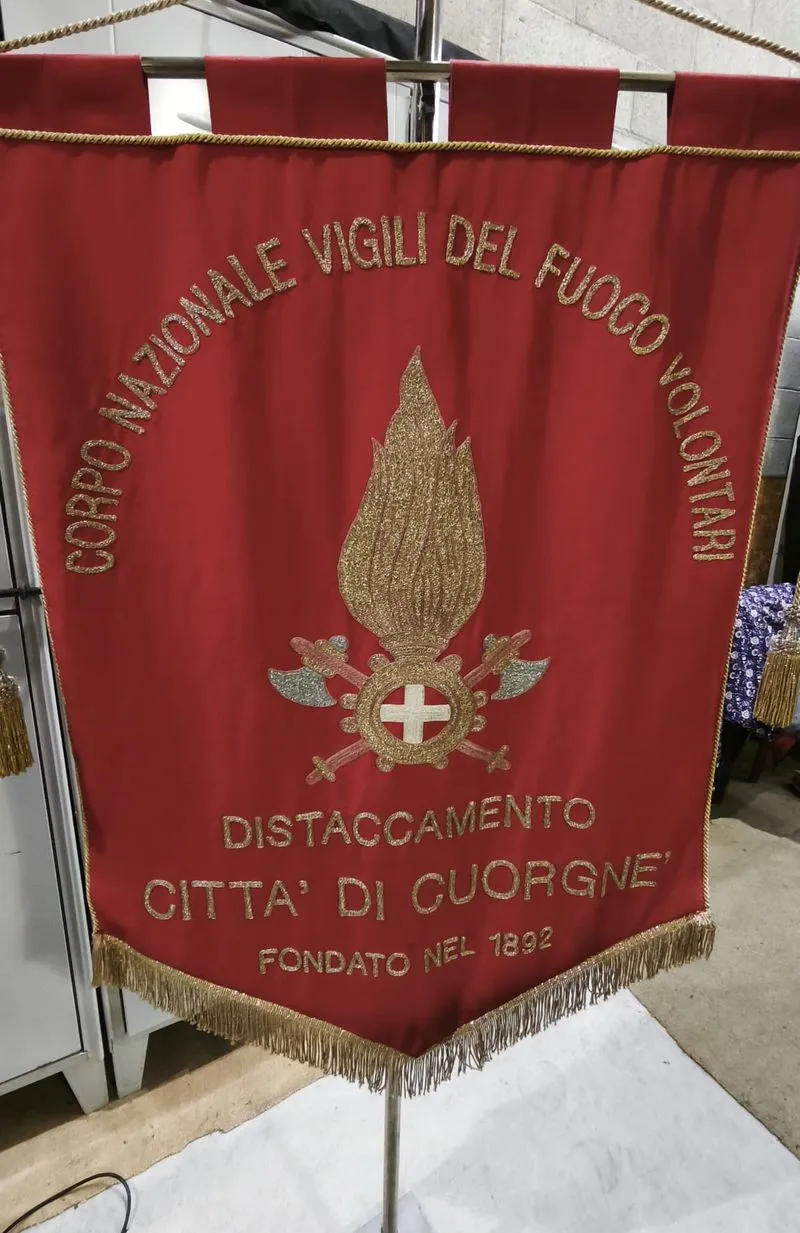 CORPO NAZIONALE VIGILI DEL FUOCO VOLONTARI
DISTACCAMENTO
CITTA' DI CUORGNE'
FONDATO NEL 1892